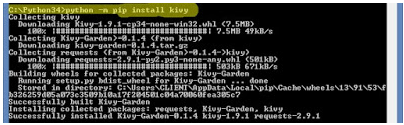 C:\Python34>python -m pip install kivy
Collecting kivy
Downloading Kivy-1.9.1-cp34-none-win32.whl (7.5MB)
100% 7.5MB 49kB/s
Collecting Kivy-Garden>=0.1.4 (from kivy)
Downloading kivy-garden-0.1.4.tar.gz
Collecting requests (from Kivy-Garden>=0.1.4->kivy)
Downloading requests-2.9.1-py2.py3-none-any.whl (501kB)
100% 503kB 671kB/s
Building wheels for collected packages: Kivy-Garden
Running setup.py bdist_wheel for Kivy-Garden ... done
Stored in directory: C:\Users\CLIENT\AppData\Local\pip\Cache\wheels\13\91\53\f
Successfully built Kivy-Garden
Installing collected packages: requests, Kivy-Garden, kivy
Successfully installed Kivy-Garden-0.1.4 kivy-1.9.1 requests-2.9.1